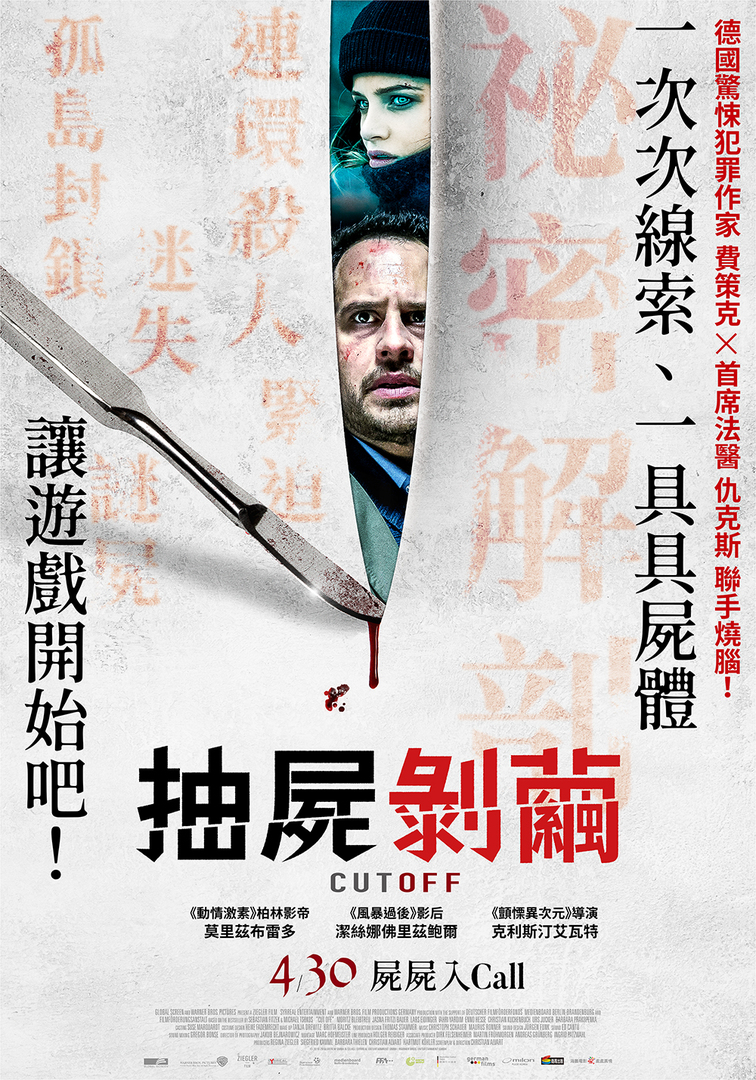 德國驚悚犯罪作家 費策克×首席法醫 仇克斯 聯手燒腦！
一次次線索、一具具屍體
祕密解剖
連環殺人緊迫
迷失 謎屍
孤島封鎖
讓遊戲開始吧！
抽屍剝繭
CUTOFF
《動情激素》柏林影帝
莫里茲布雷多
《風暴過後》影后
潔絲娜佛里茲鮑爾
《顫慄異次元》導演
克利斯汀艾瓦特
4/30 屍屍入Call